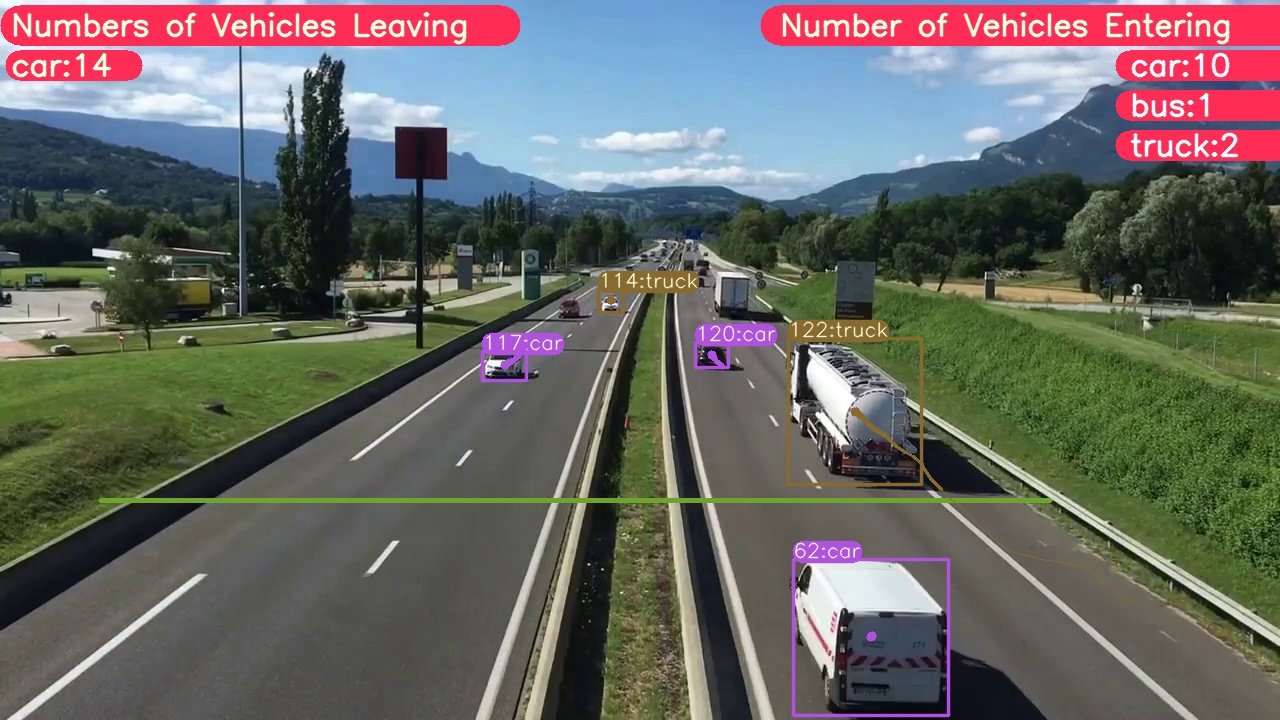 Numbers of Vehicles Leaving
car:14
Number of Vehicles Entering
car:10
bus:1
truck:2
114:truck
117:car
120:car
122:truck
62:car